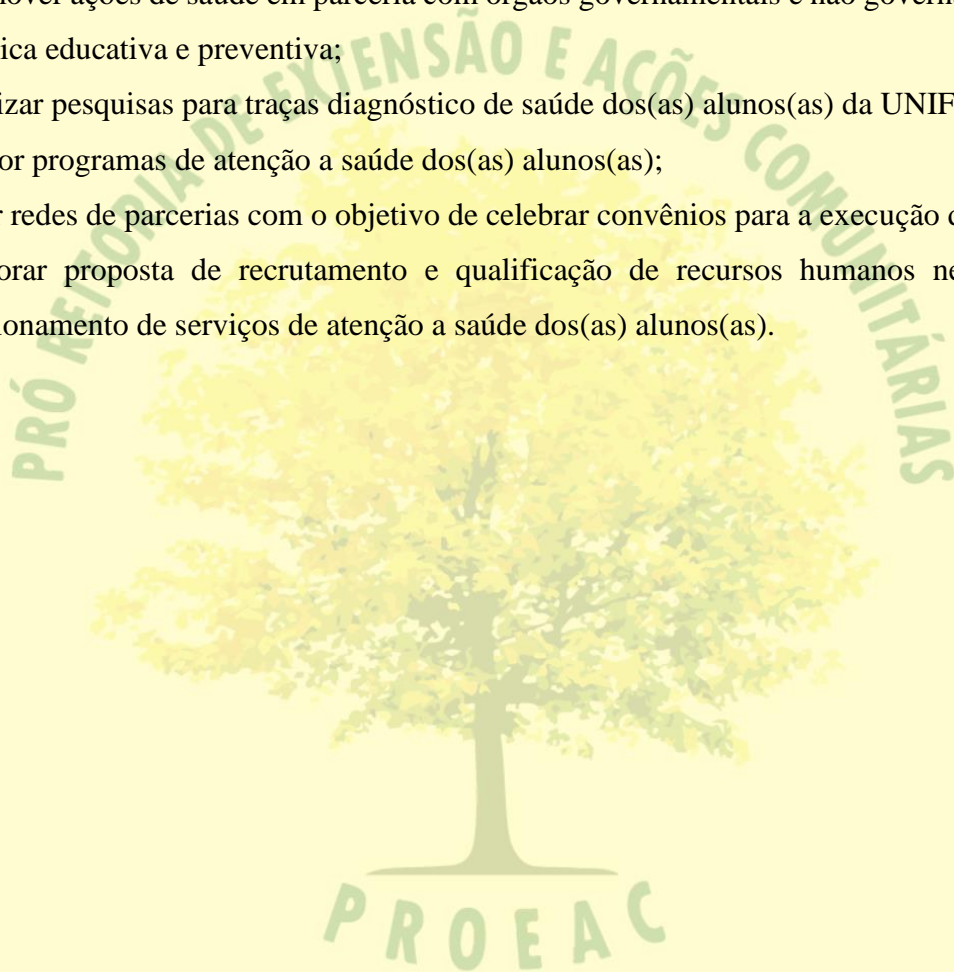 over ações de saúde em parceria com órgãos governamentais e não governa
ica educativa e preventiva;
izar pesquisas para traças diagnóstico de saúde dos(as) alunos(as) da UNIF
or programas de atenção a saúde dos(as) alunos(as);
r redes de parcerias com o objetivo de celebrar convênios para a execução
orar proposta de recrutamento e qualificação de recursos humanos ne
ionamento de serviços de atenção a saúde dos(as) alunos(as).
PRÓ REITORIA DE EXTENSÃO E AÇÕES COMUNITÁRIAS
PROEAC